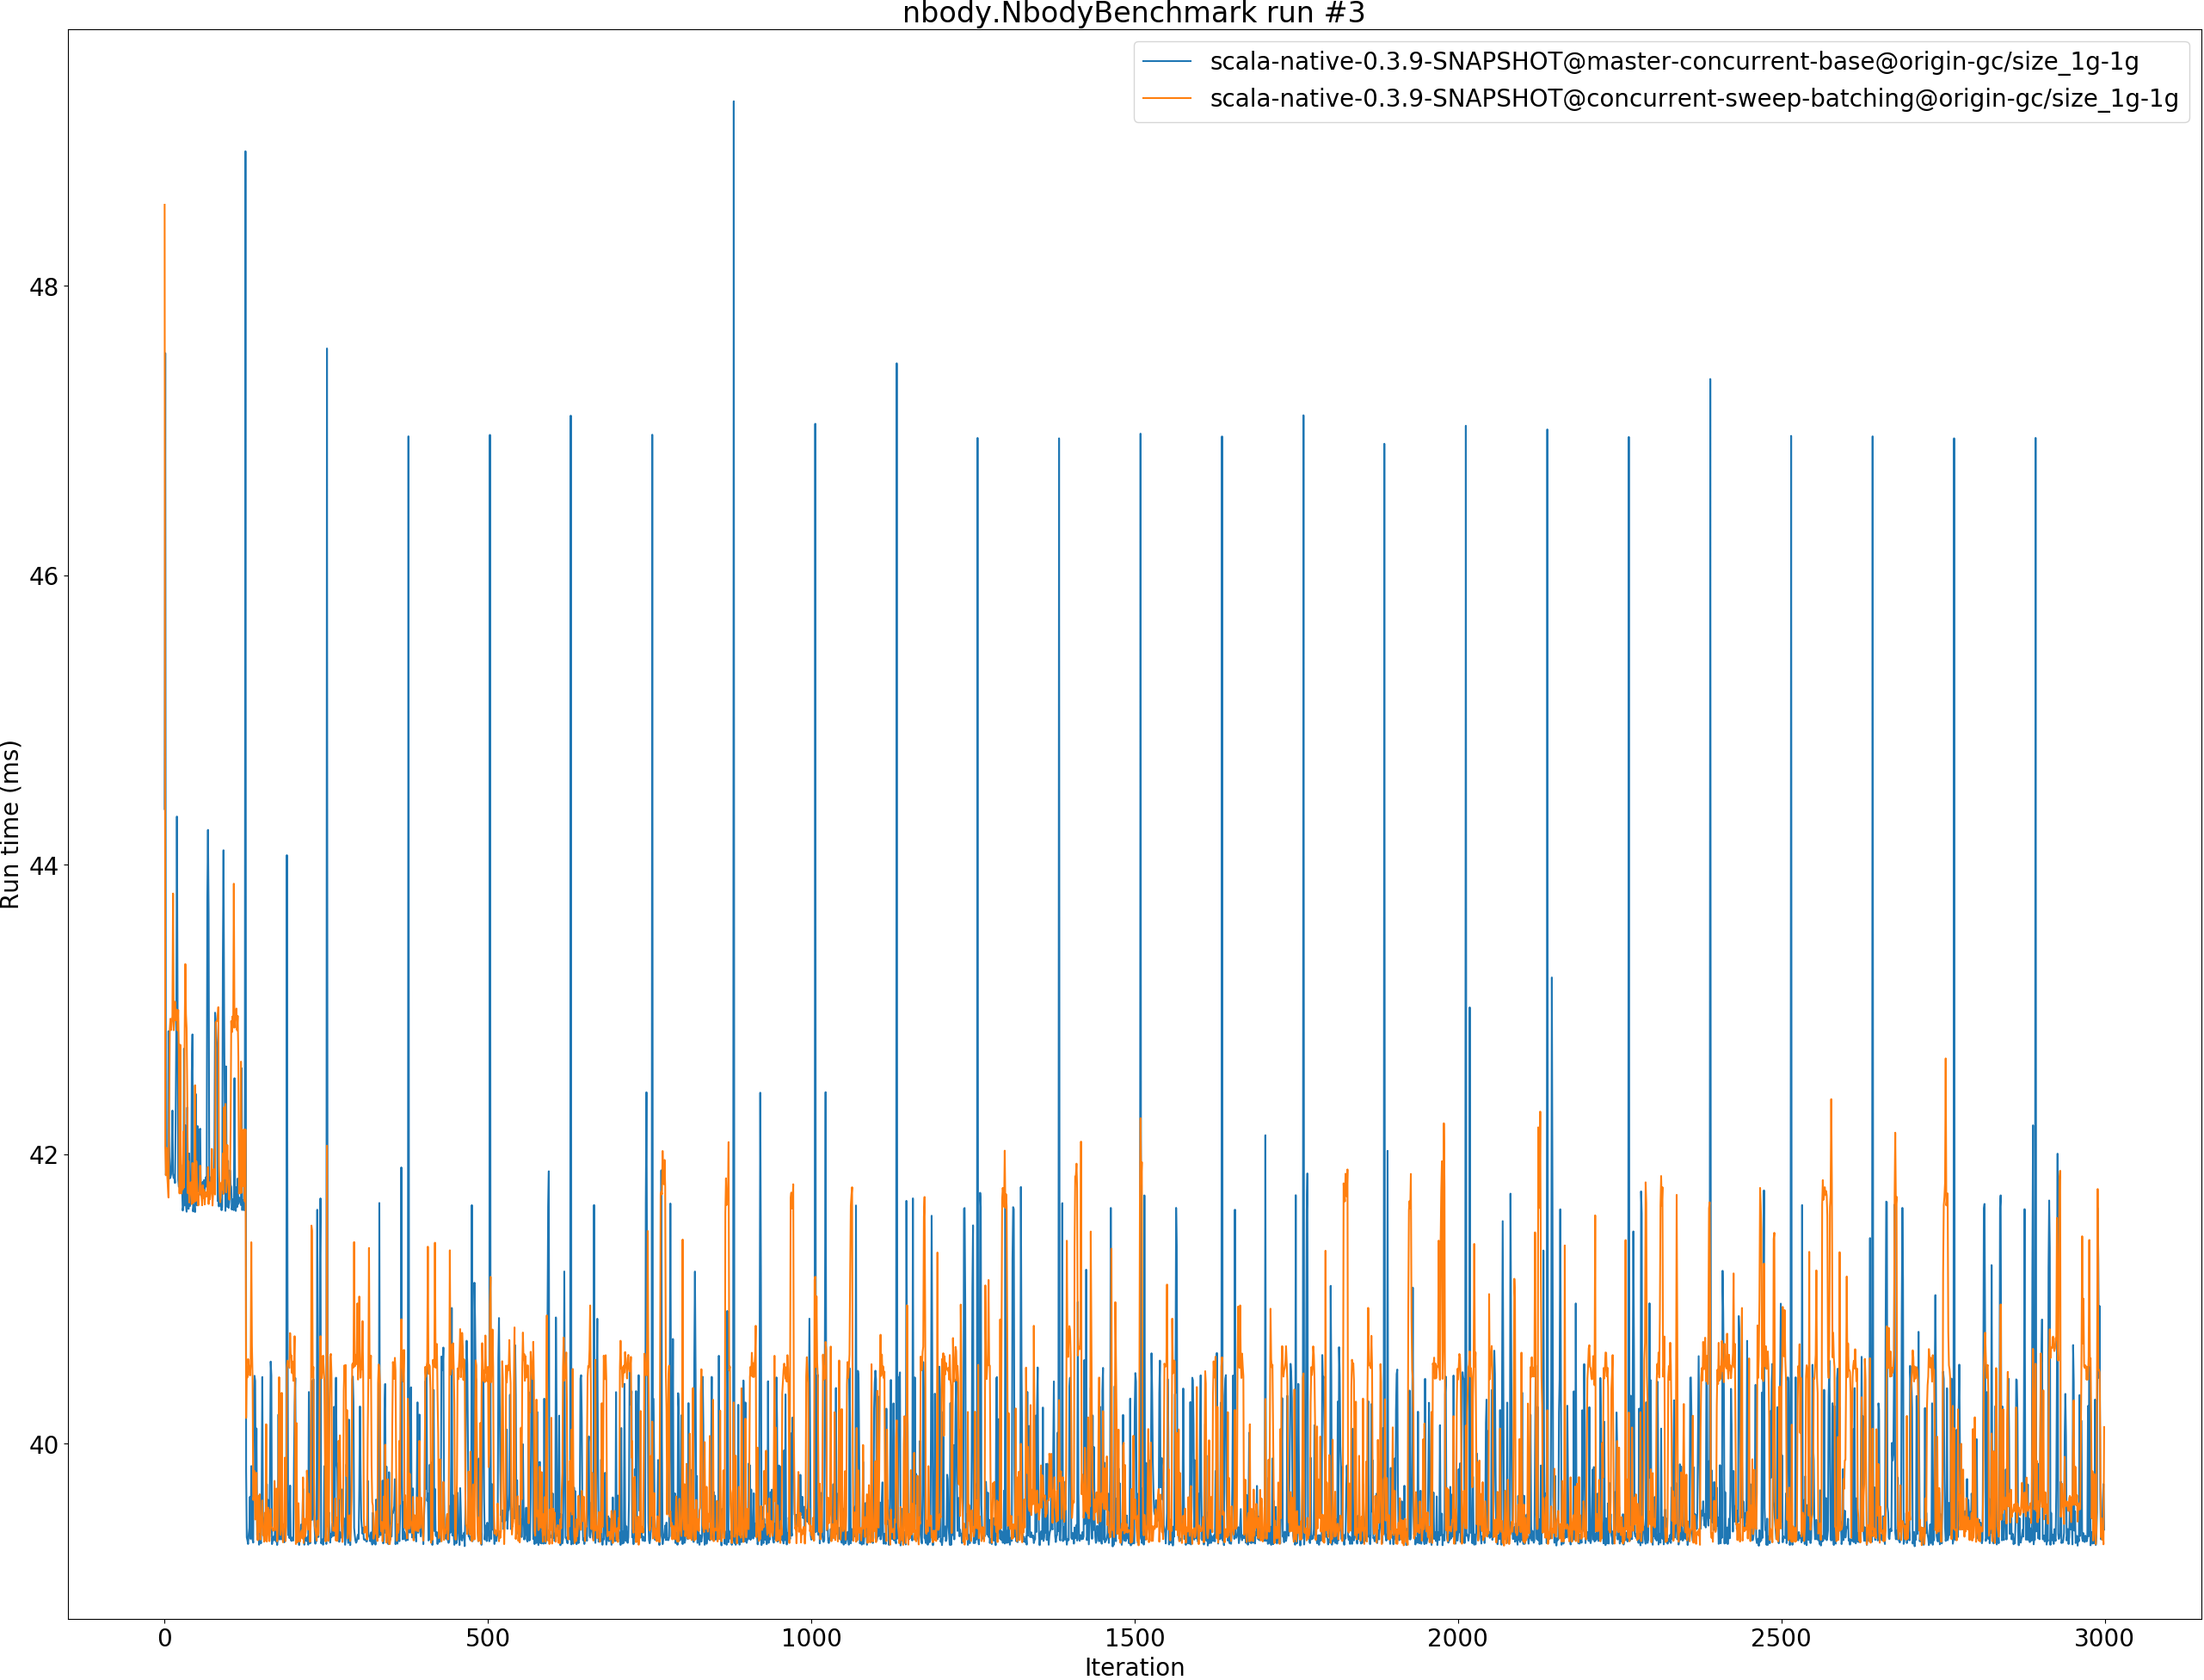 nbody.NbodyBenchmark run #3
scala-native-0.3.9-SNAPSHOT@master-concurrent-base@origin-gc/size_1g-1g
scala-native-0.3.9-SNAPSHOT@concurrent-sweep-batching@origin-gc/size_1g-1g
48
46
44
42
40
Run time (ms)
0 500 1000 1500 2000 2500 3000
Iteration